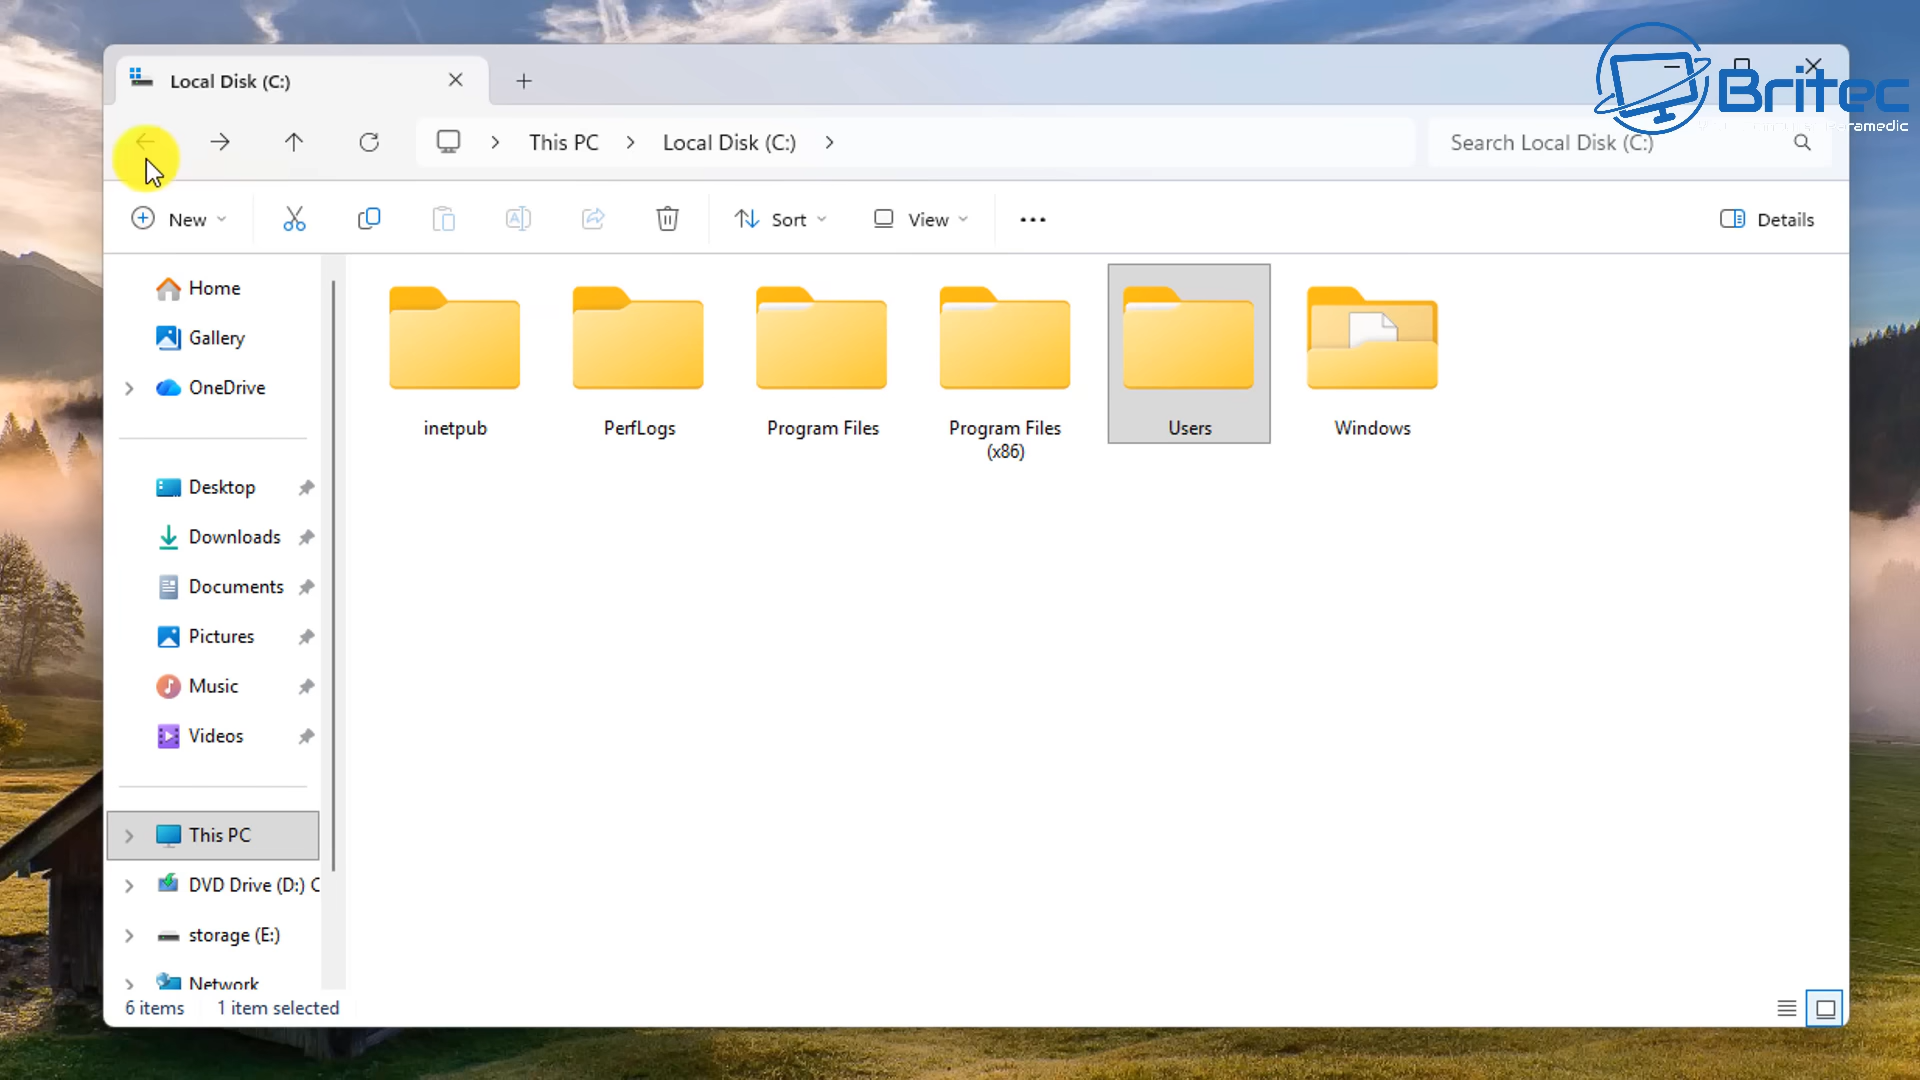 Local Disk (C:)
This PC
Local Disk (C:)
Search Local Disk (C:)
Britec
New
Sort
View
Details
Home
Gallery
OneDrive
Desktop
Downloads
Documents
Pictures
Music
Videos
This PC
DVD Drive (D:) C
storage (E:)
Network
inetpub
PerfLogs
Program Files
Program Files
(x86)
Users
Windows
6 items
1 item selected